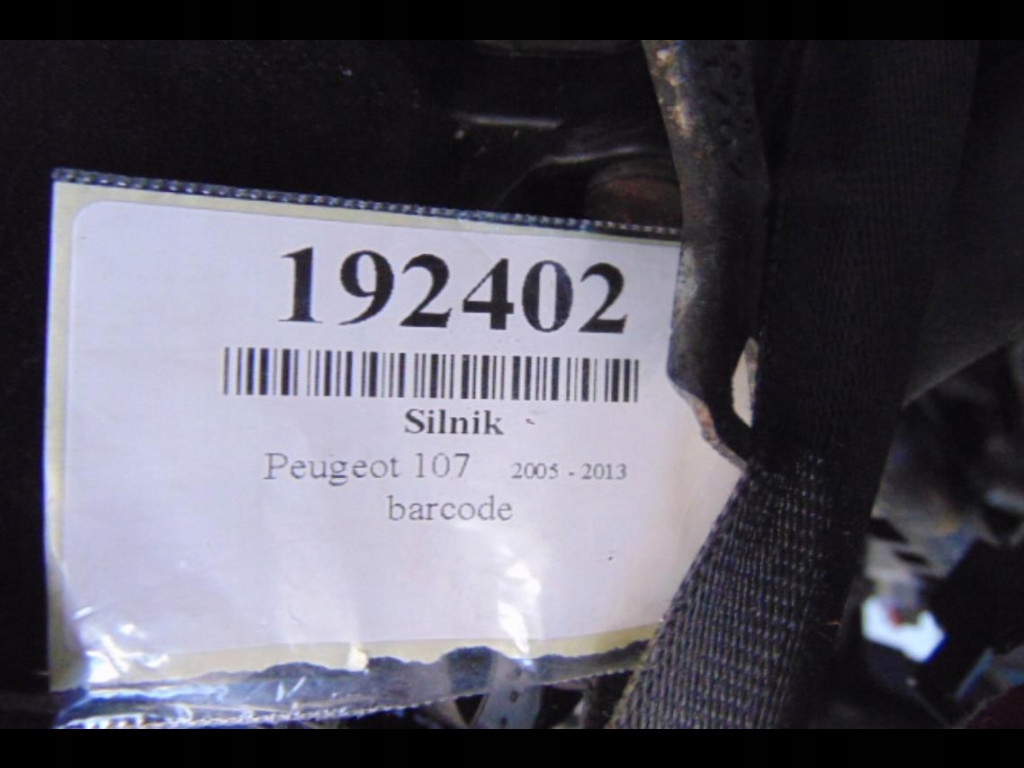 192402
Silnik
Peugeot 107 2005 - 2013
barcode